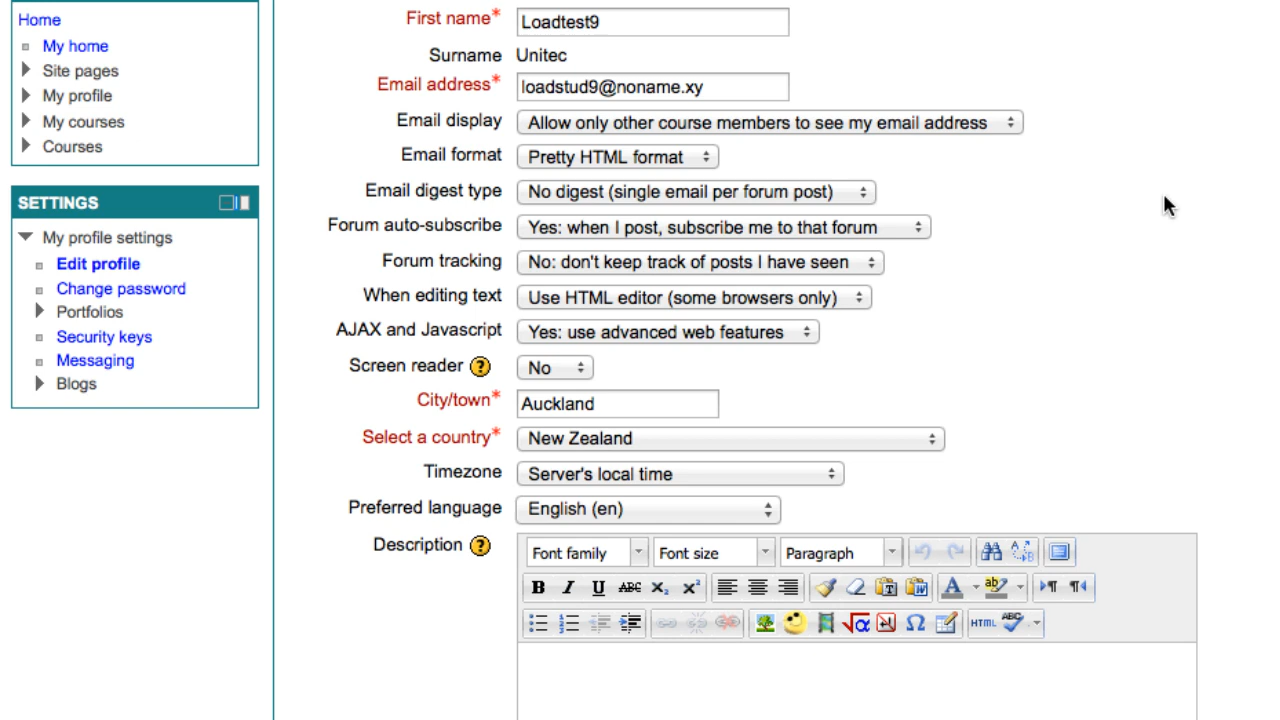 Home
My home
Site pages
My profile
My courses
Courses
SETTINGS
My profile settings
Edit profile
Change password
Portfolios
Security keys
Messaging
Blogs
First name* Loadtest9
Surname Unitec
Email address* loadstud9@noname.xy
Email display Allow only other course members to see my email address
Email format Pretty HTML format
Email digest type No digest (single email per forum post)
Forum auto-subscribe Yes: when I post, subscribe me to that forum
Forum tracking No: don't keep track of posts I have seen
When editing text Use HTML editor (some browsers only)
AJAX and Javascript Yes: use advanced web features
Screen reader ? No
City/town* Auckland
Select a country* New Zealand
Timezone Server's local time
Preferred language English (en)
Description ? Font family Font size Paragraph
B I U ABC X₂ X² T W A ab
HTML ABC